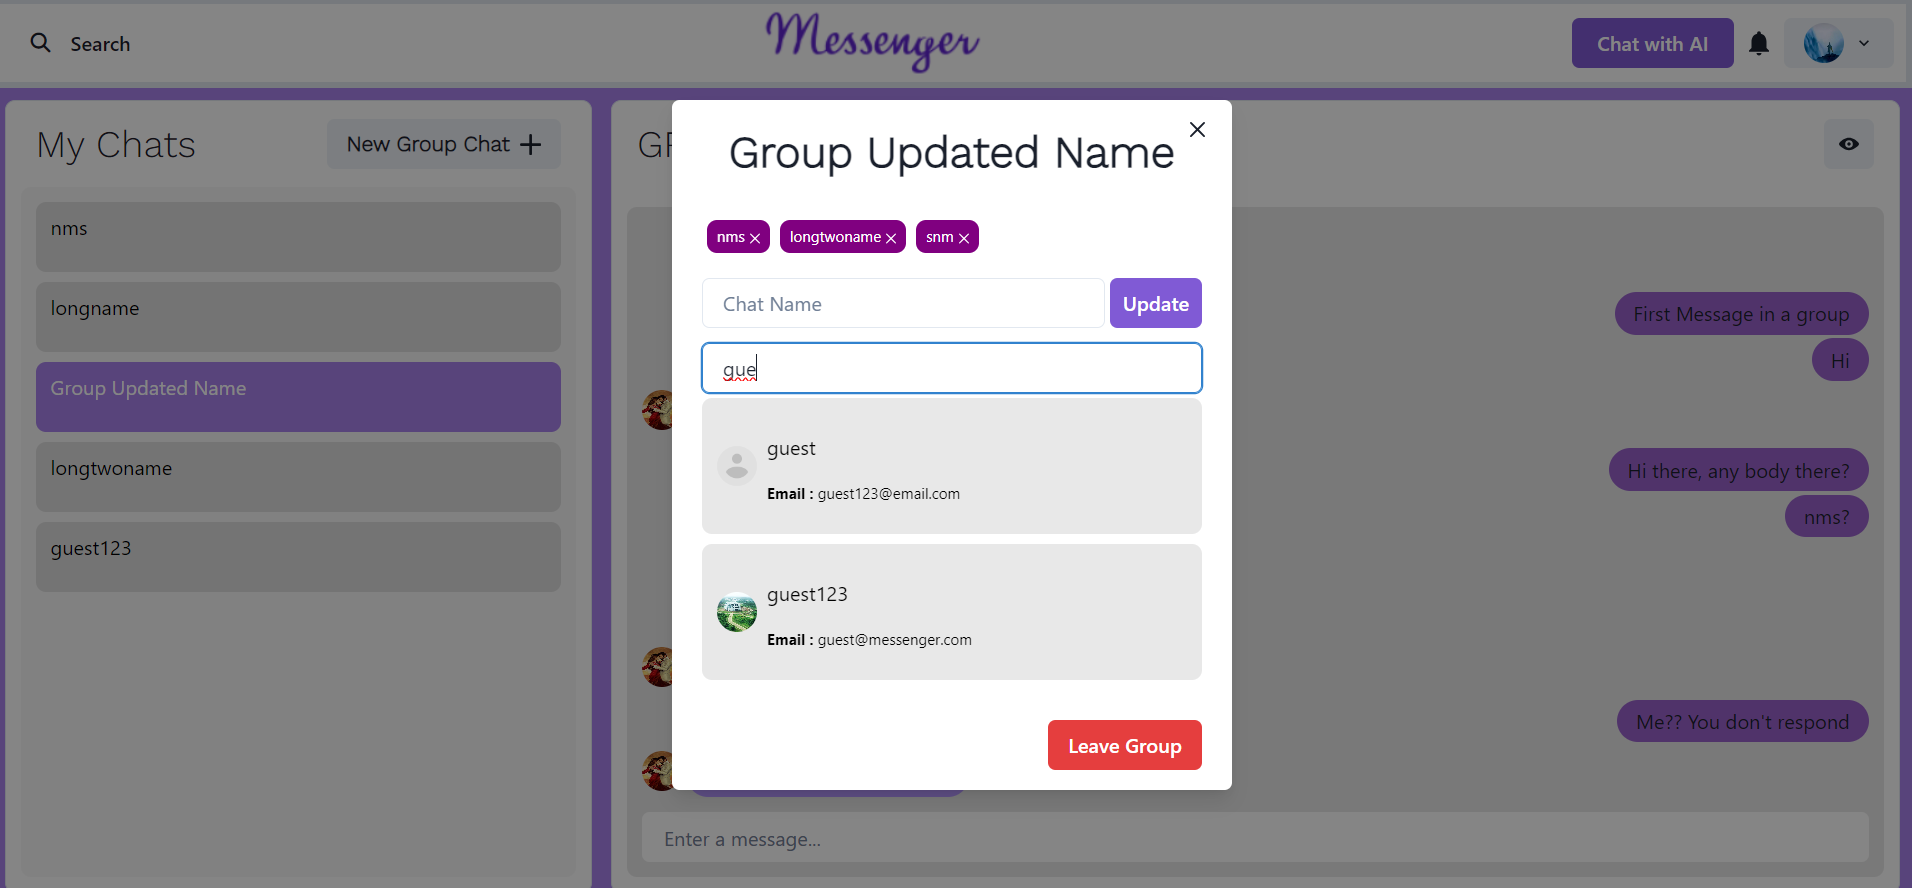 Search
Messenger
Chat with AI
My Chats
New Group Chat
nms
longname
Group Updated Name
longtwoname
guest123
Group Updated Name
nms
longtwoname
snm
Chat Name
Update
gue
guest
Email : guest123@email.com
guest123
Email : guest@messenger.com
Leave Group
First Message in a group
Hi
Hi there, any body there?
nms?
Me?? You don't respond
Enter a message...